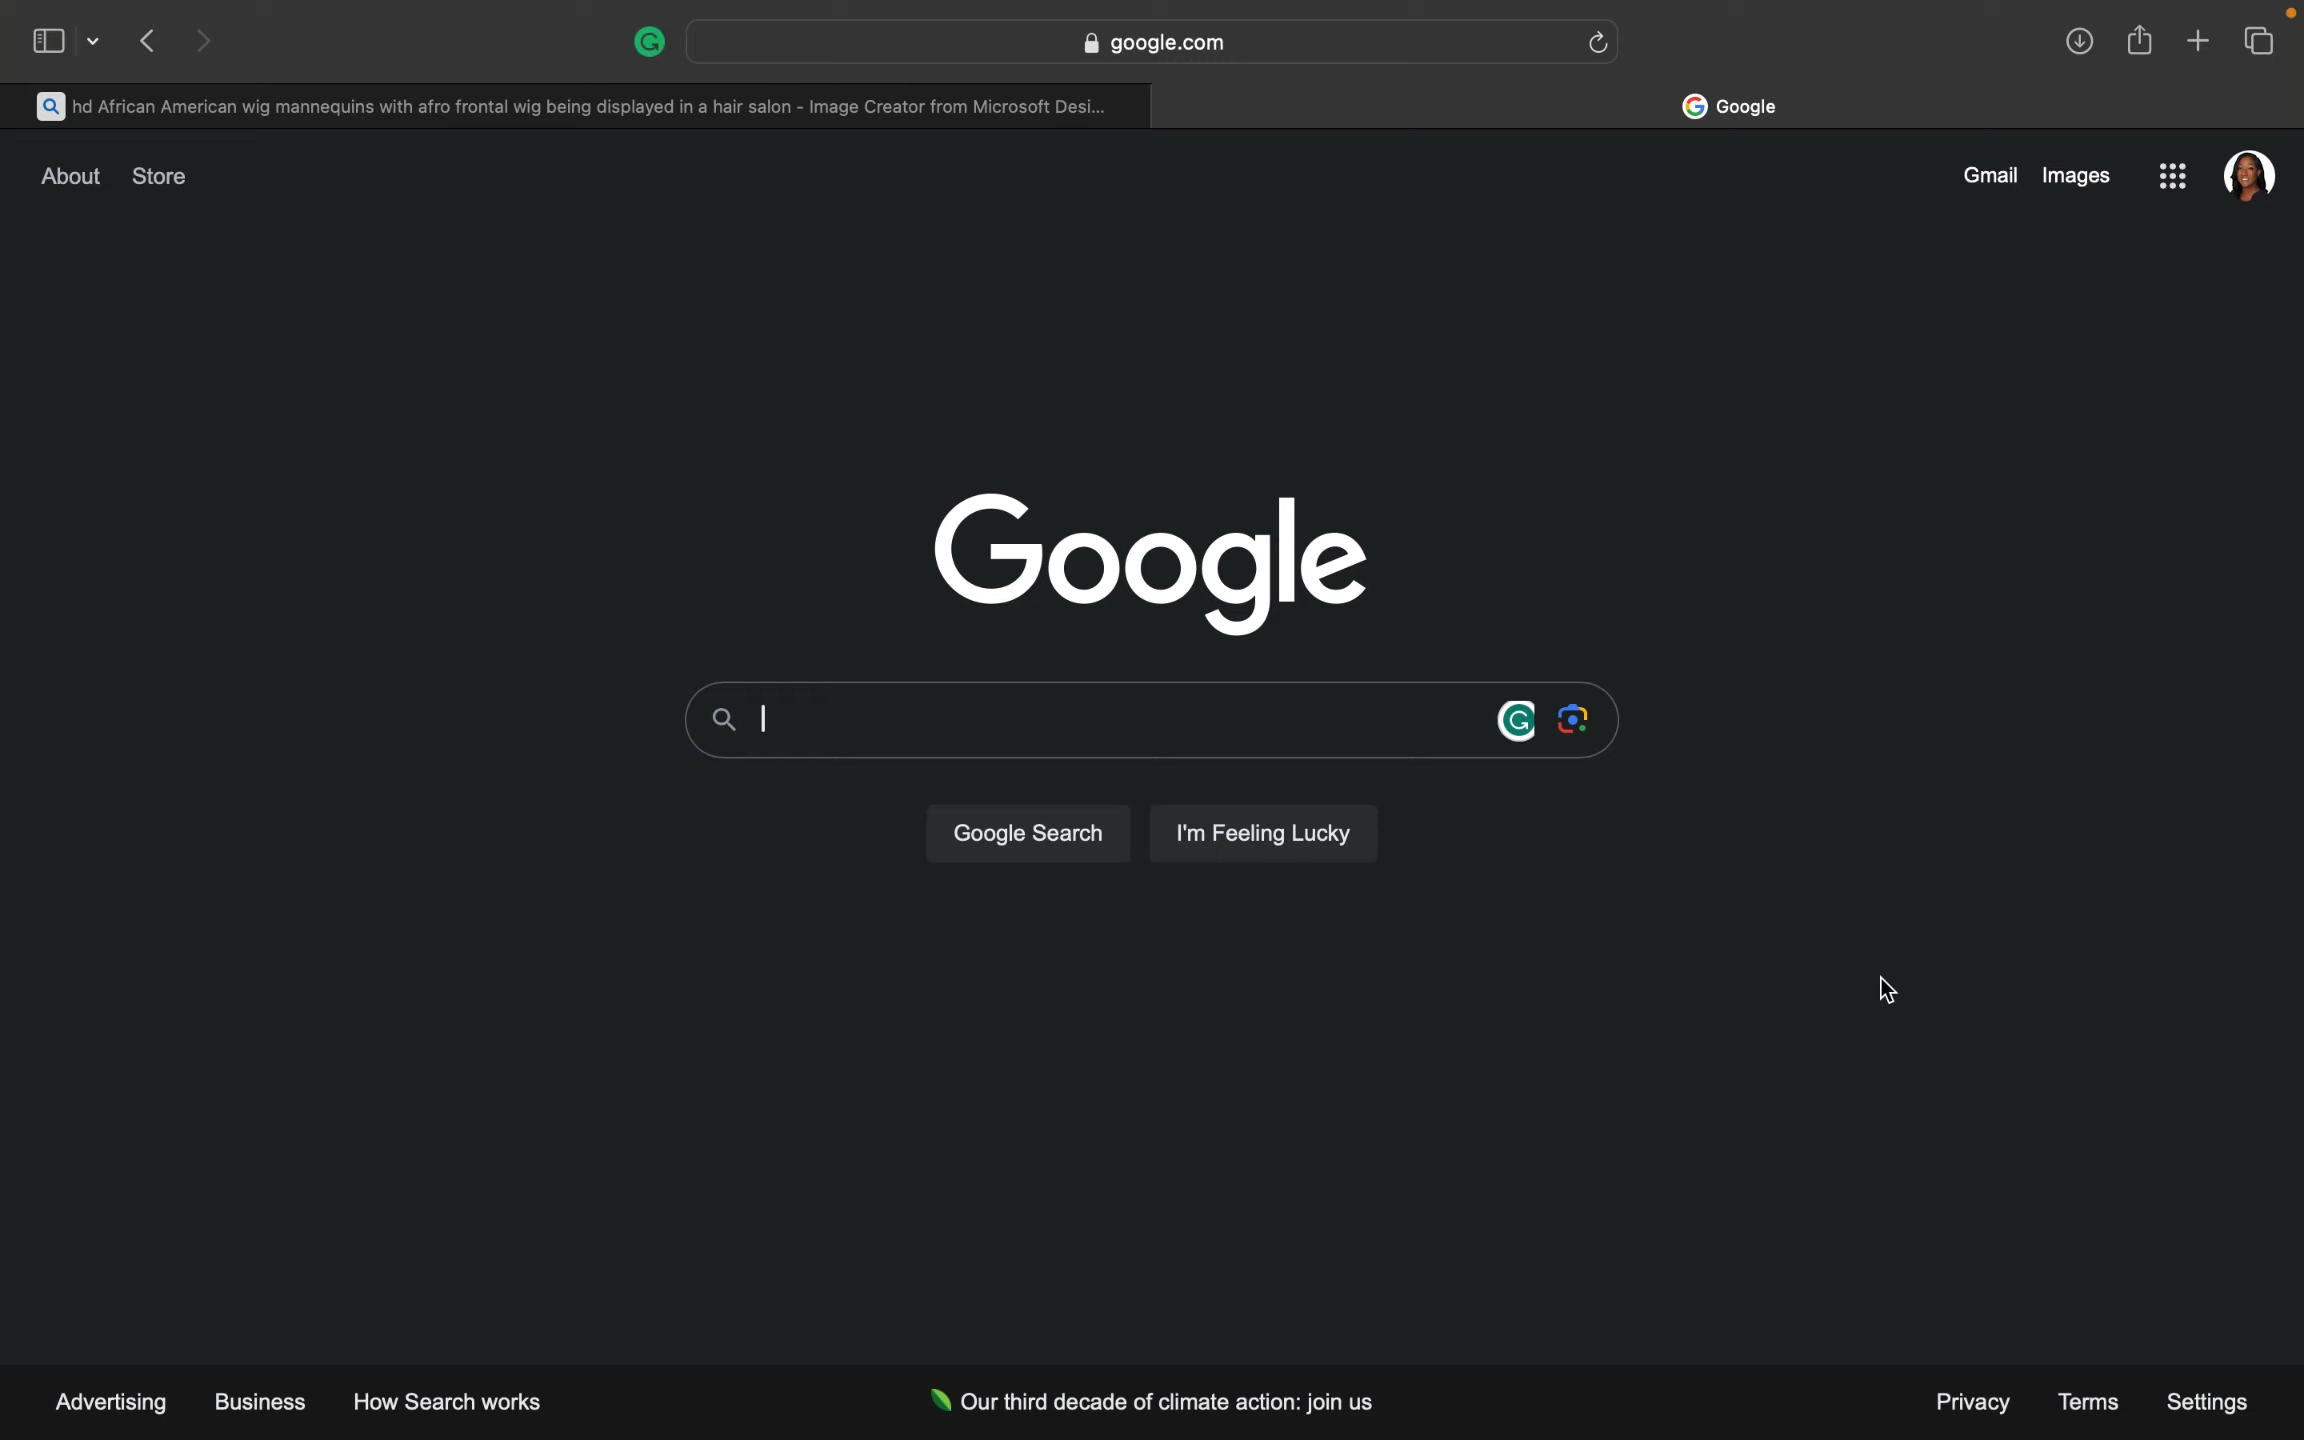 google.com
hd African American wig mannequins with afro frontal wig being displayed in a hair salon - Image Creator from Microsoft Desi...
Google
About Store
Gmail Images
Google
Google Search I'm Feeling Lucky
Advertising Business How Search works
Our third decade of climate action: join us
Privacy Terms Settings